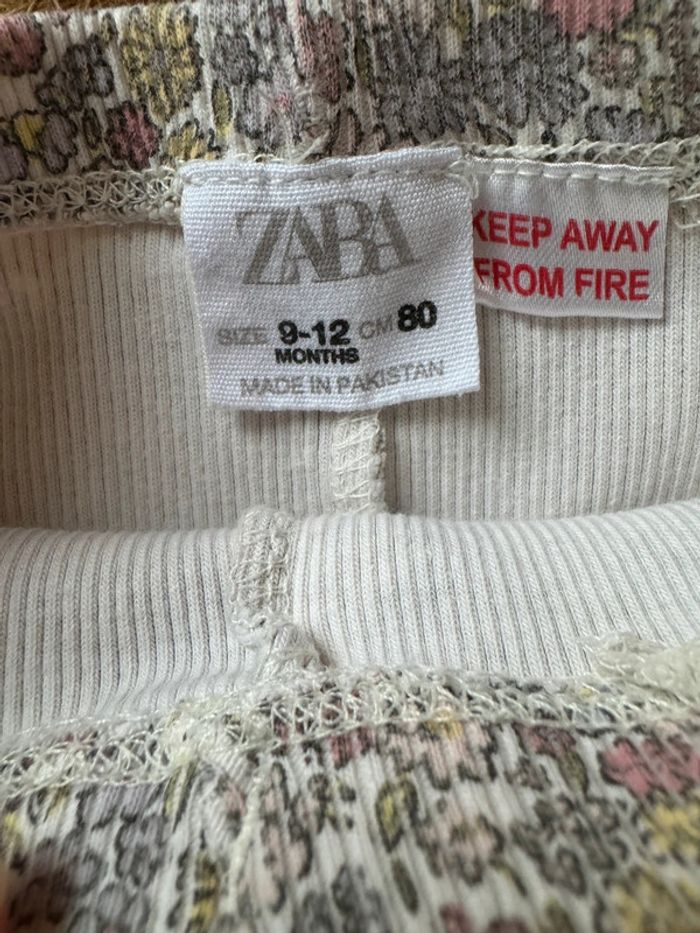 ZARA
SIZE 9-12 CM 80
MONTHS
MADE IN PAKISTAN
KEEP AWAY
FROM FIRE